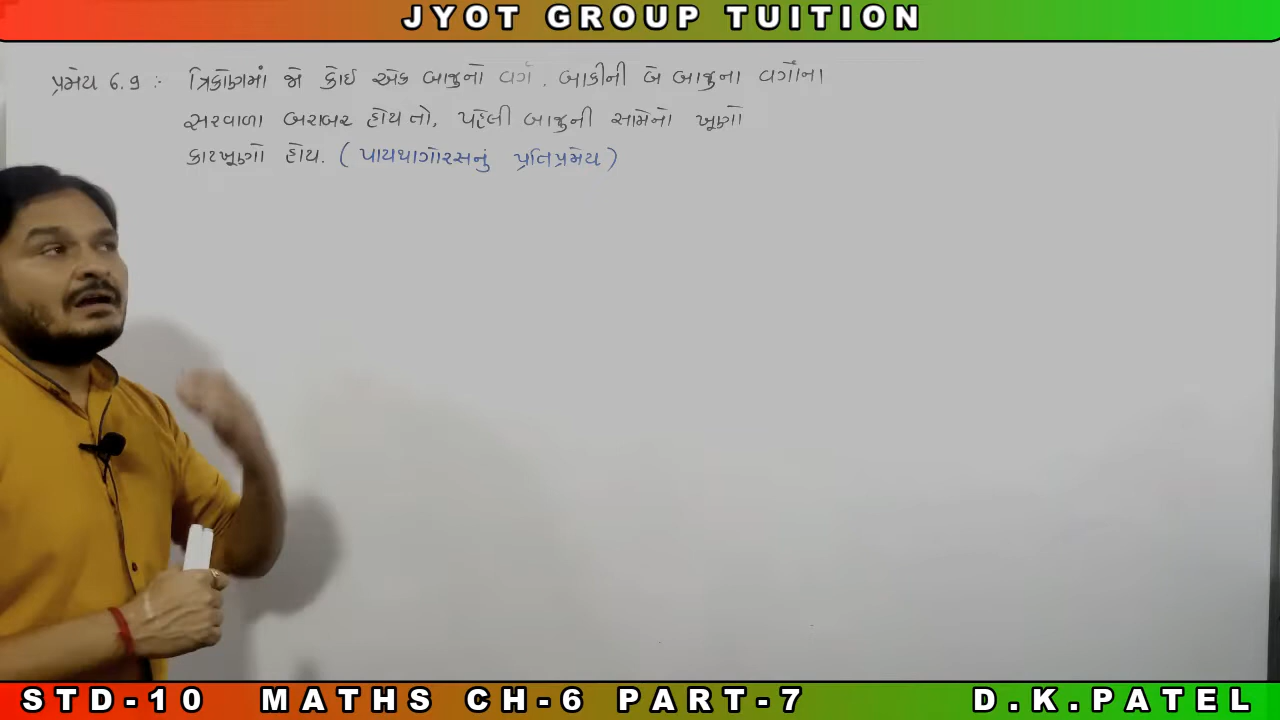 JYOT GROUP TUITION
પ્રમેય 6.9 :- ત્રિકોણમાં જો કોઈ એક બાજુનો વર્ગ . બાકીની બે બાજુના વર્ગોના
સરવાળા બરાબર હોય તો, પહેલી બાજુની સામેનો ખૂણો
કાટખૂણો હોય. (પાયથાગોરસનું પ્રતિપ્રમેય)
STD-10 MATHS CH-6 PART-7 D.K.PATEL